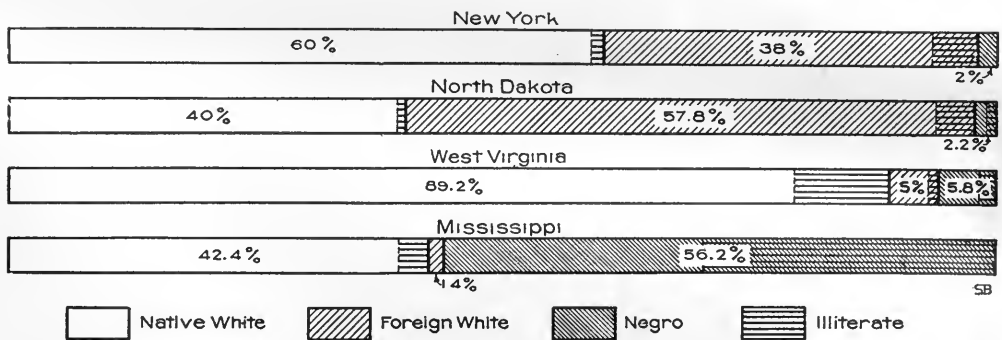 New York
60%
38%
2%
North Dakota
40%
57.8%
2.2%
West Virginia
89.2%
5%
5.8%
Mississippi
42.4%
56.2%
1.4%
SB
Native White
Foreign White
Negro
Illiterate